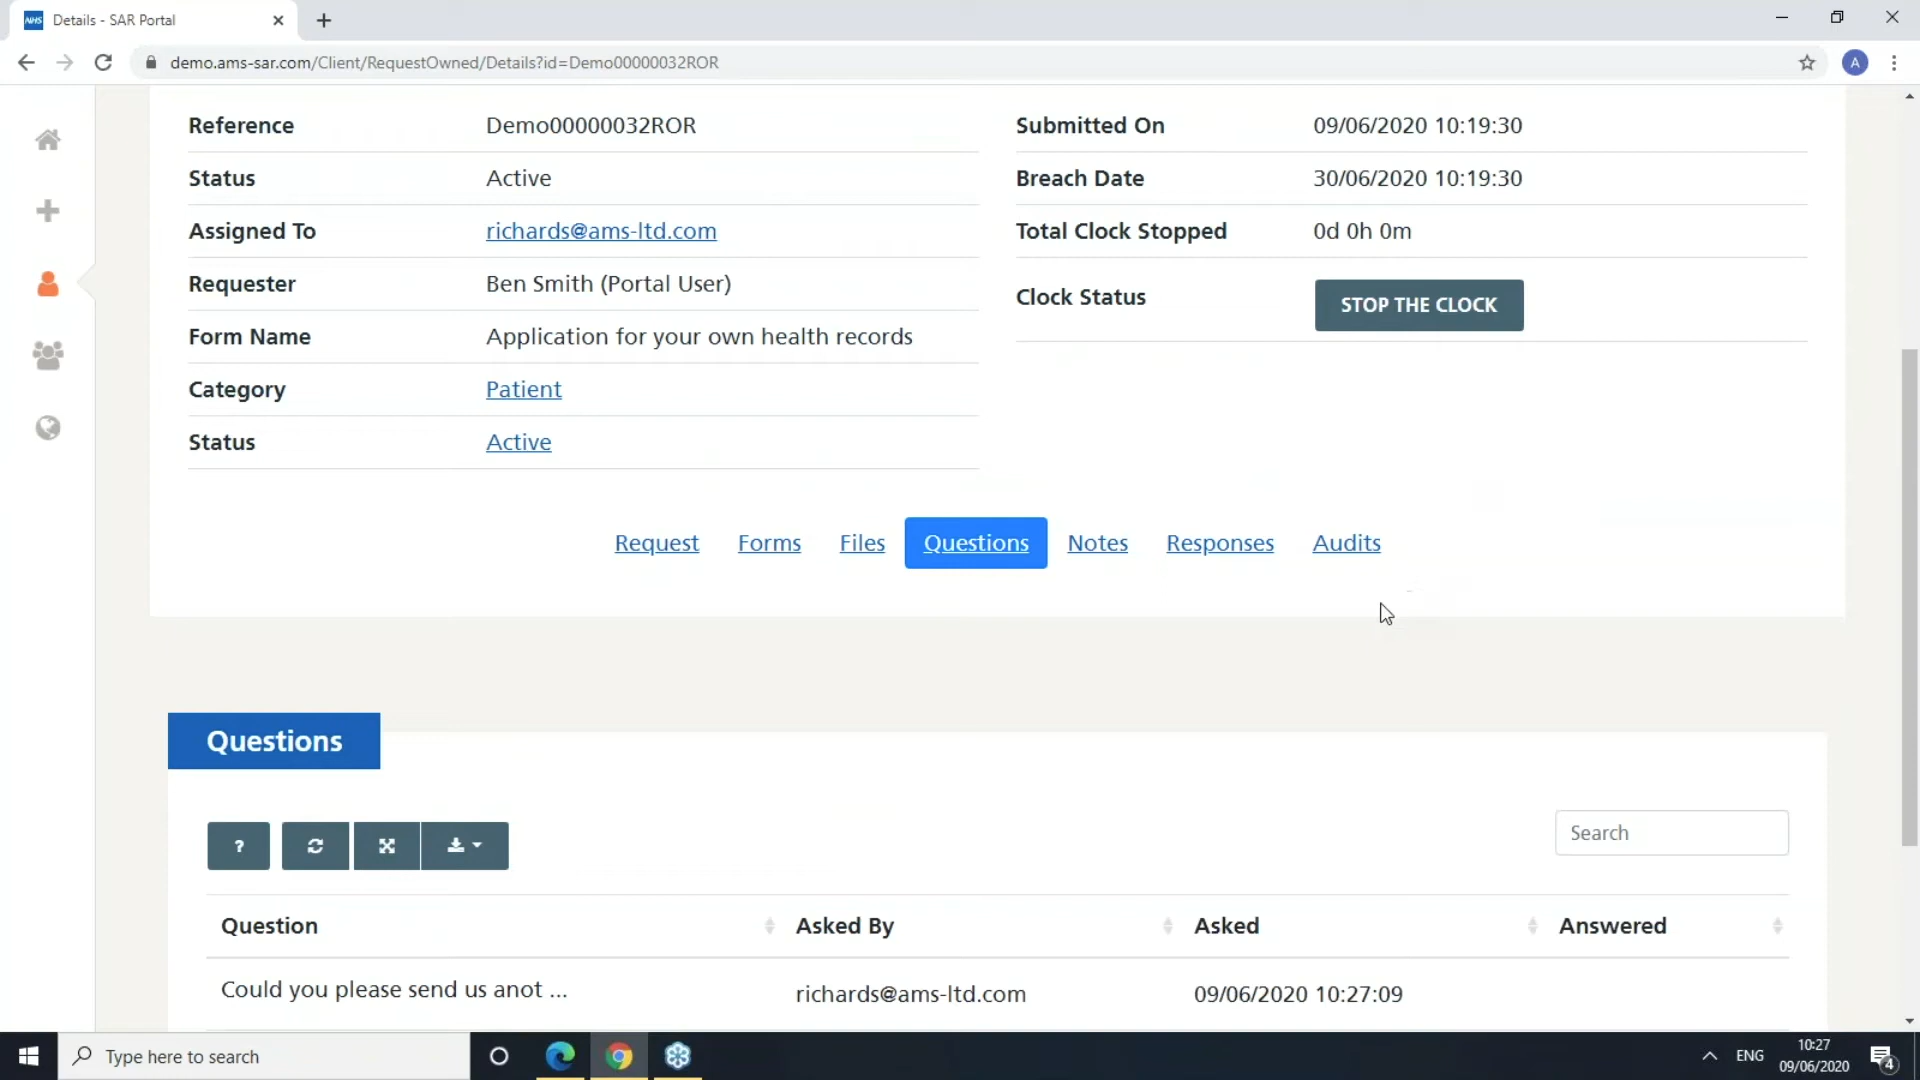 NHS Details - SAR Portal
demo.ams-sar.com/Client/RequestOwned/Details?id=Demo00000032ROR
A
Reference Demo00000032ROR
Status Active
Assigned To richards@ams-ltd.com
Requester Ben Smith (Portal User)
Form Name Application for your own health records
Category Patient
Status Active
Submitted On 09/06/2020 10:19:30
Breach Date 30/06/2020 10:19:30
Total Clock Stopped 0d 0h 0m
Clock Status STOP THE CLOCK
Request Forms Files Questions Notes Responses Audits
Questions
?
Search
Question Asked By Asked Answered
Could you please send us anot ... richards@ams-ltd.com 09/06/2020 10:27:09
Type here to search
ENG
10:27
09/06/2020
4